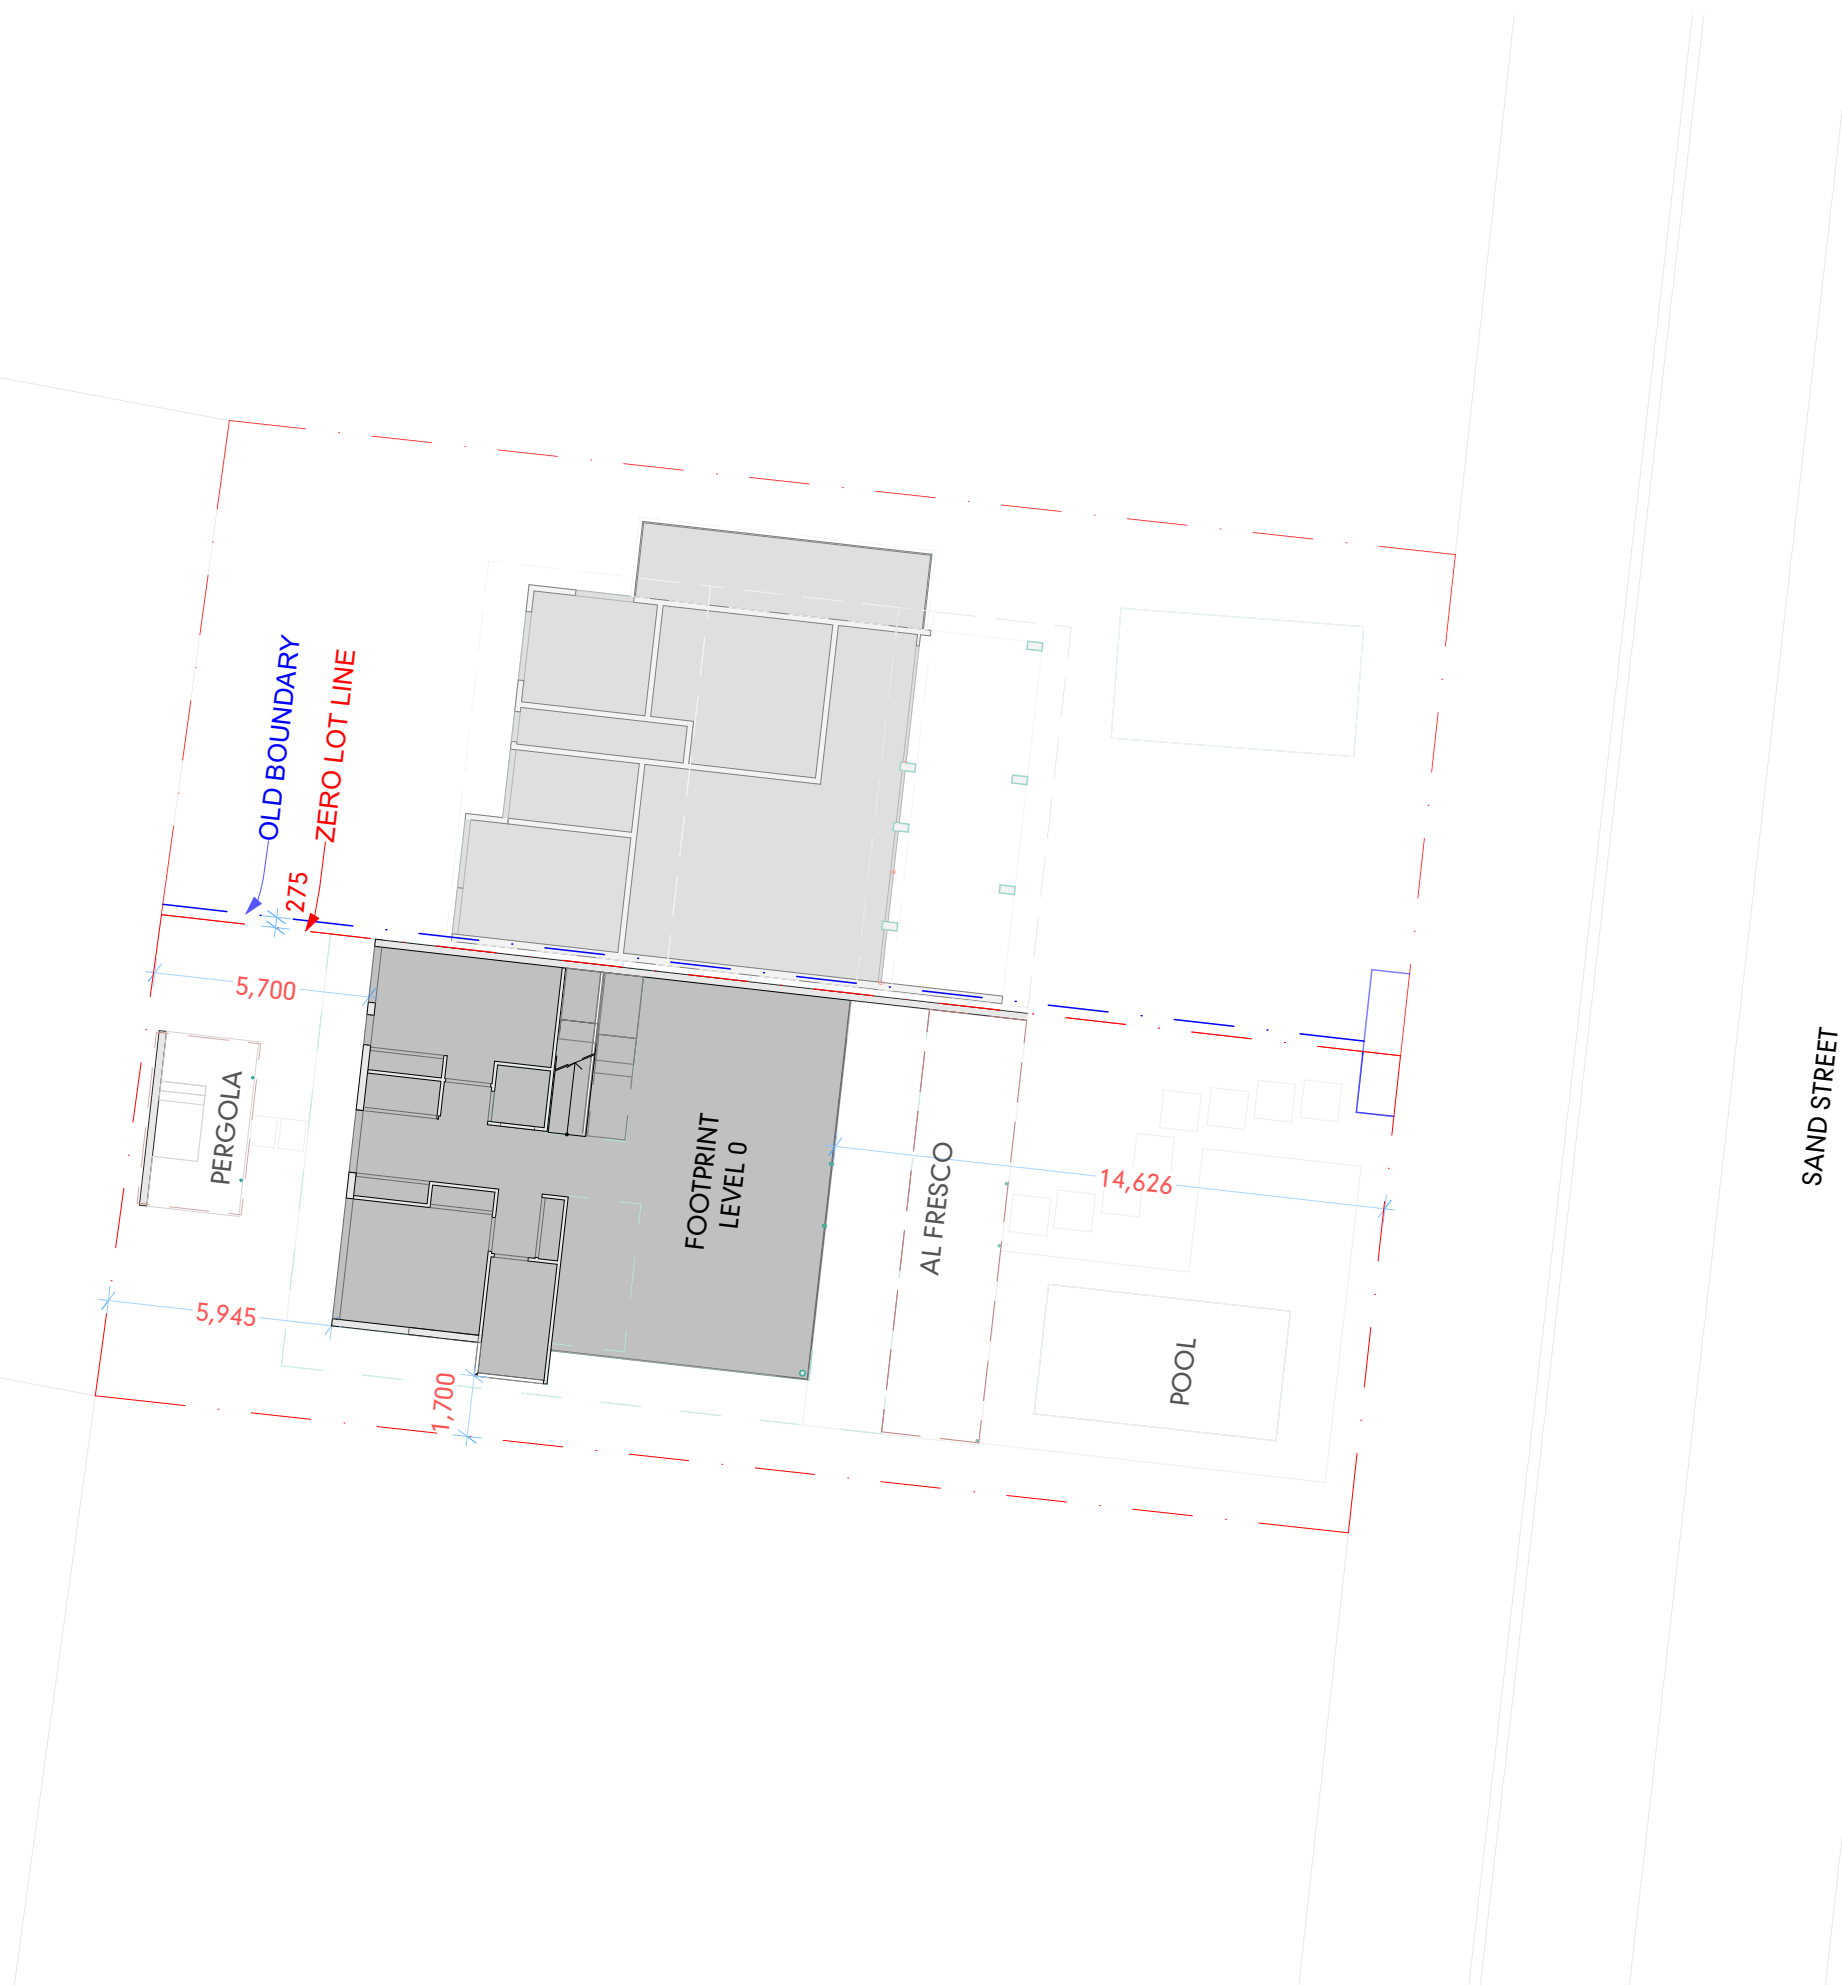 OLD BOUNDARY
ZERO LOT LINE
275
5,700
PERGOLA
5,945
1,700
FOOTPRINT
LEVEL 0
AL FRESCO
14,626
POOL
SAND STREET